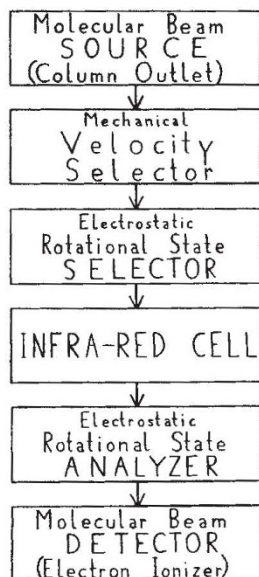 Molecular Beam
SOURCE
(Column Outlet)
Mechanical
Velocity
Selector
Electrostatic
Rotational State
SELECTOR
INFRA-RED CELL
Electrostatic
Rotational State
ANALYZER
Molecular Beam
DETECTOR
(Electron Ionizer)